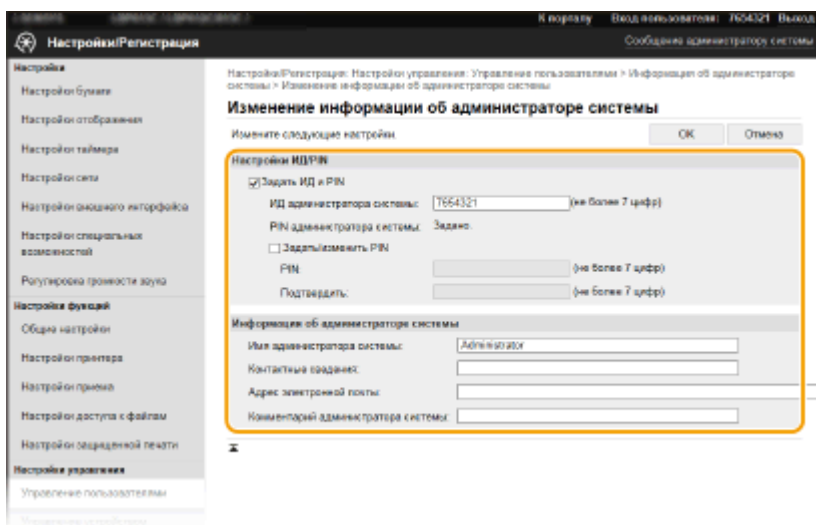 К порталу Вход пользователя: 7654321 Выход
Настройки/Регистрация
Сообщение администратору системы
Настройки
Настройки бумаги
Настройки отображения
Настройки таймера
Настройки сети
Настройки внешнего интерфейса
Настройки специальных
возможностей
Регулировка громкости звука
Настройки функций
Общие настройки
Настройки принтера
Настройки приема
Настройки доступа к файлам
Настройки защищенной печати
Настройки управления
Управление пользователями
Настройки/Регистрация: Настройки управления: Управление пользователями > Информация об администраторе
системы > Изменение информации об администраторе системы
Изменение информации об администраторе системы
Измените следующие настройки.
OK Отмена
Настройки ИД/PIN
Задать ИД и PIN
ИД администратора системы: 7654321 (не более 7 цифр)
PIN администратора системы: Задано.
Задать/изменить PIN
PIN: (не более 7 цифр)
Подтвердить: (не более 7 цифр)
Информация об администраторе системы
Имя администратора системы: Administrator
Контактные сведения:
Адрес электронной почты:
Комментарий администратора системы: